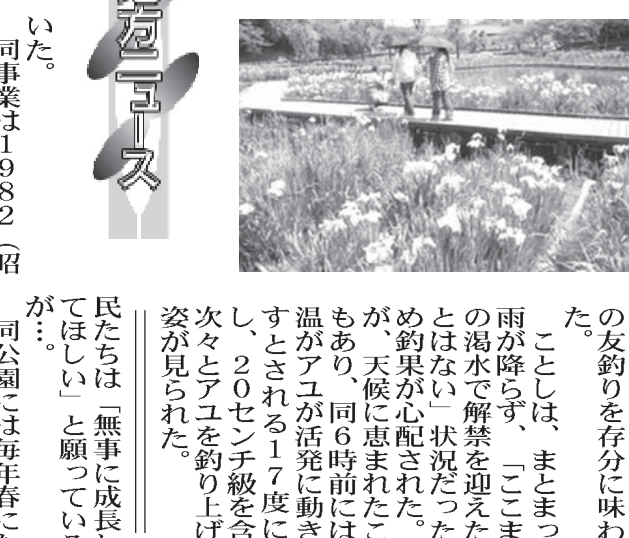 方ニュース
いた。
同事業は1982（昭
の友釣りを存分に味わ
た。
ことしは、まとまっ
雨が降らず、「ここま
の渇水で解禁を迎えた
とはない」状況だった
め釣果が心配された。
が、天候に恵まれたこ
もあり、同6時前には
温がアユが活発に動き
すとされる17度に
し、20センチ級を含
次々とアユを釣り上げ
姿が見られた。
民たちは「無事に成長し
てほしい」と願っている
が…。
同公園には毎年春にな